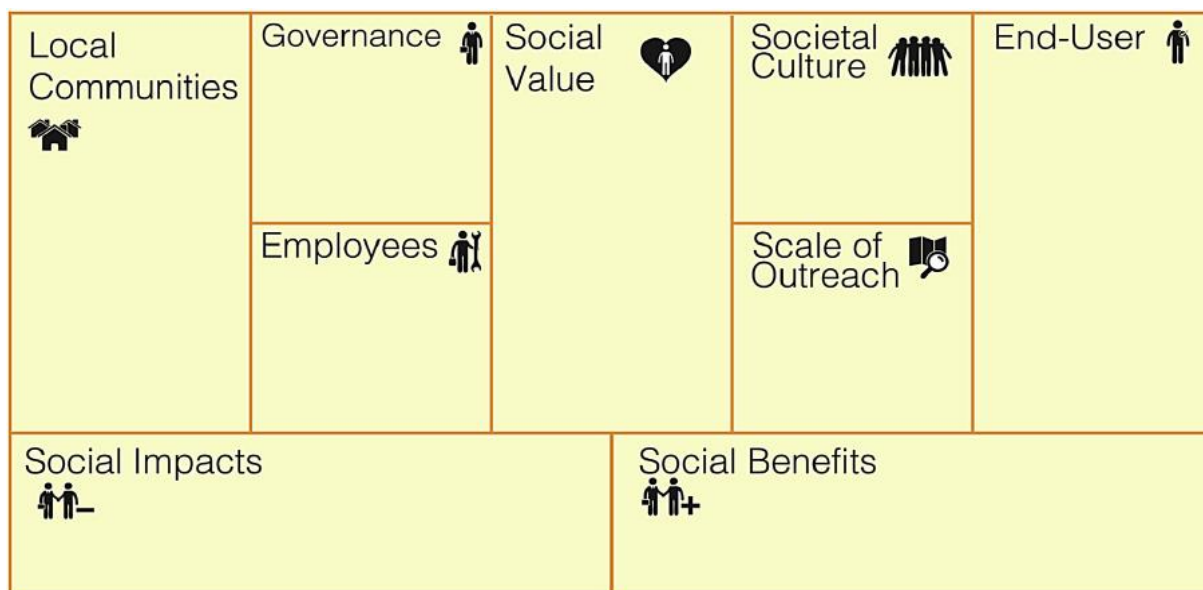 Local
Communities
Governance
Employees
Social
Value
Societal
Culture
Scale of
Outreach
End-User
Social Impacts
Social Benefits